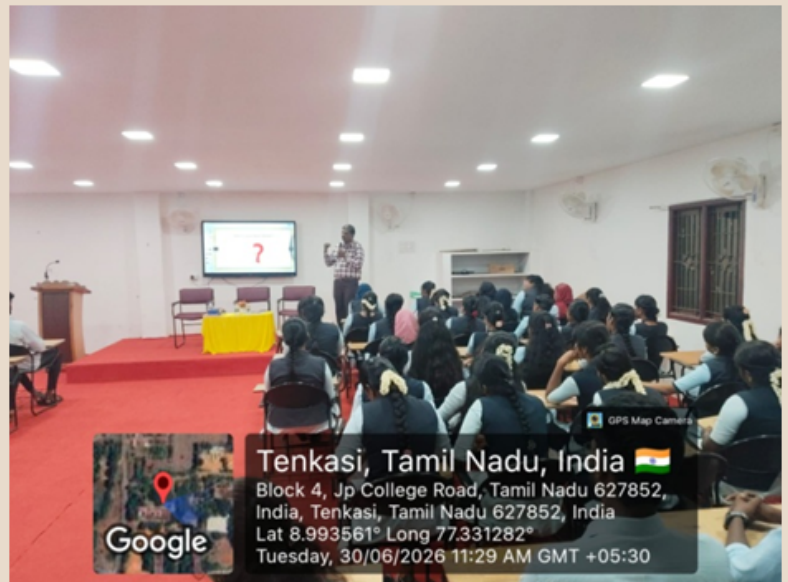 ?
GPS Map Camera
Tenkasi, Tamil Nadu, India
Block 4, Jp College Road, Tamil Nadu 627852,
India, Tenkasi, Tamil Nadu 627852, India
Lat 8.993561° Long 77.331282°
Tuesday, 30/06/2026 11:29 AM GMT +05:30
Google